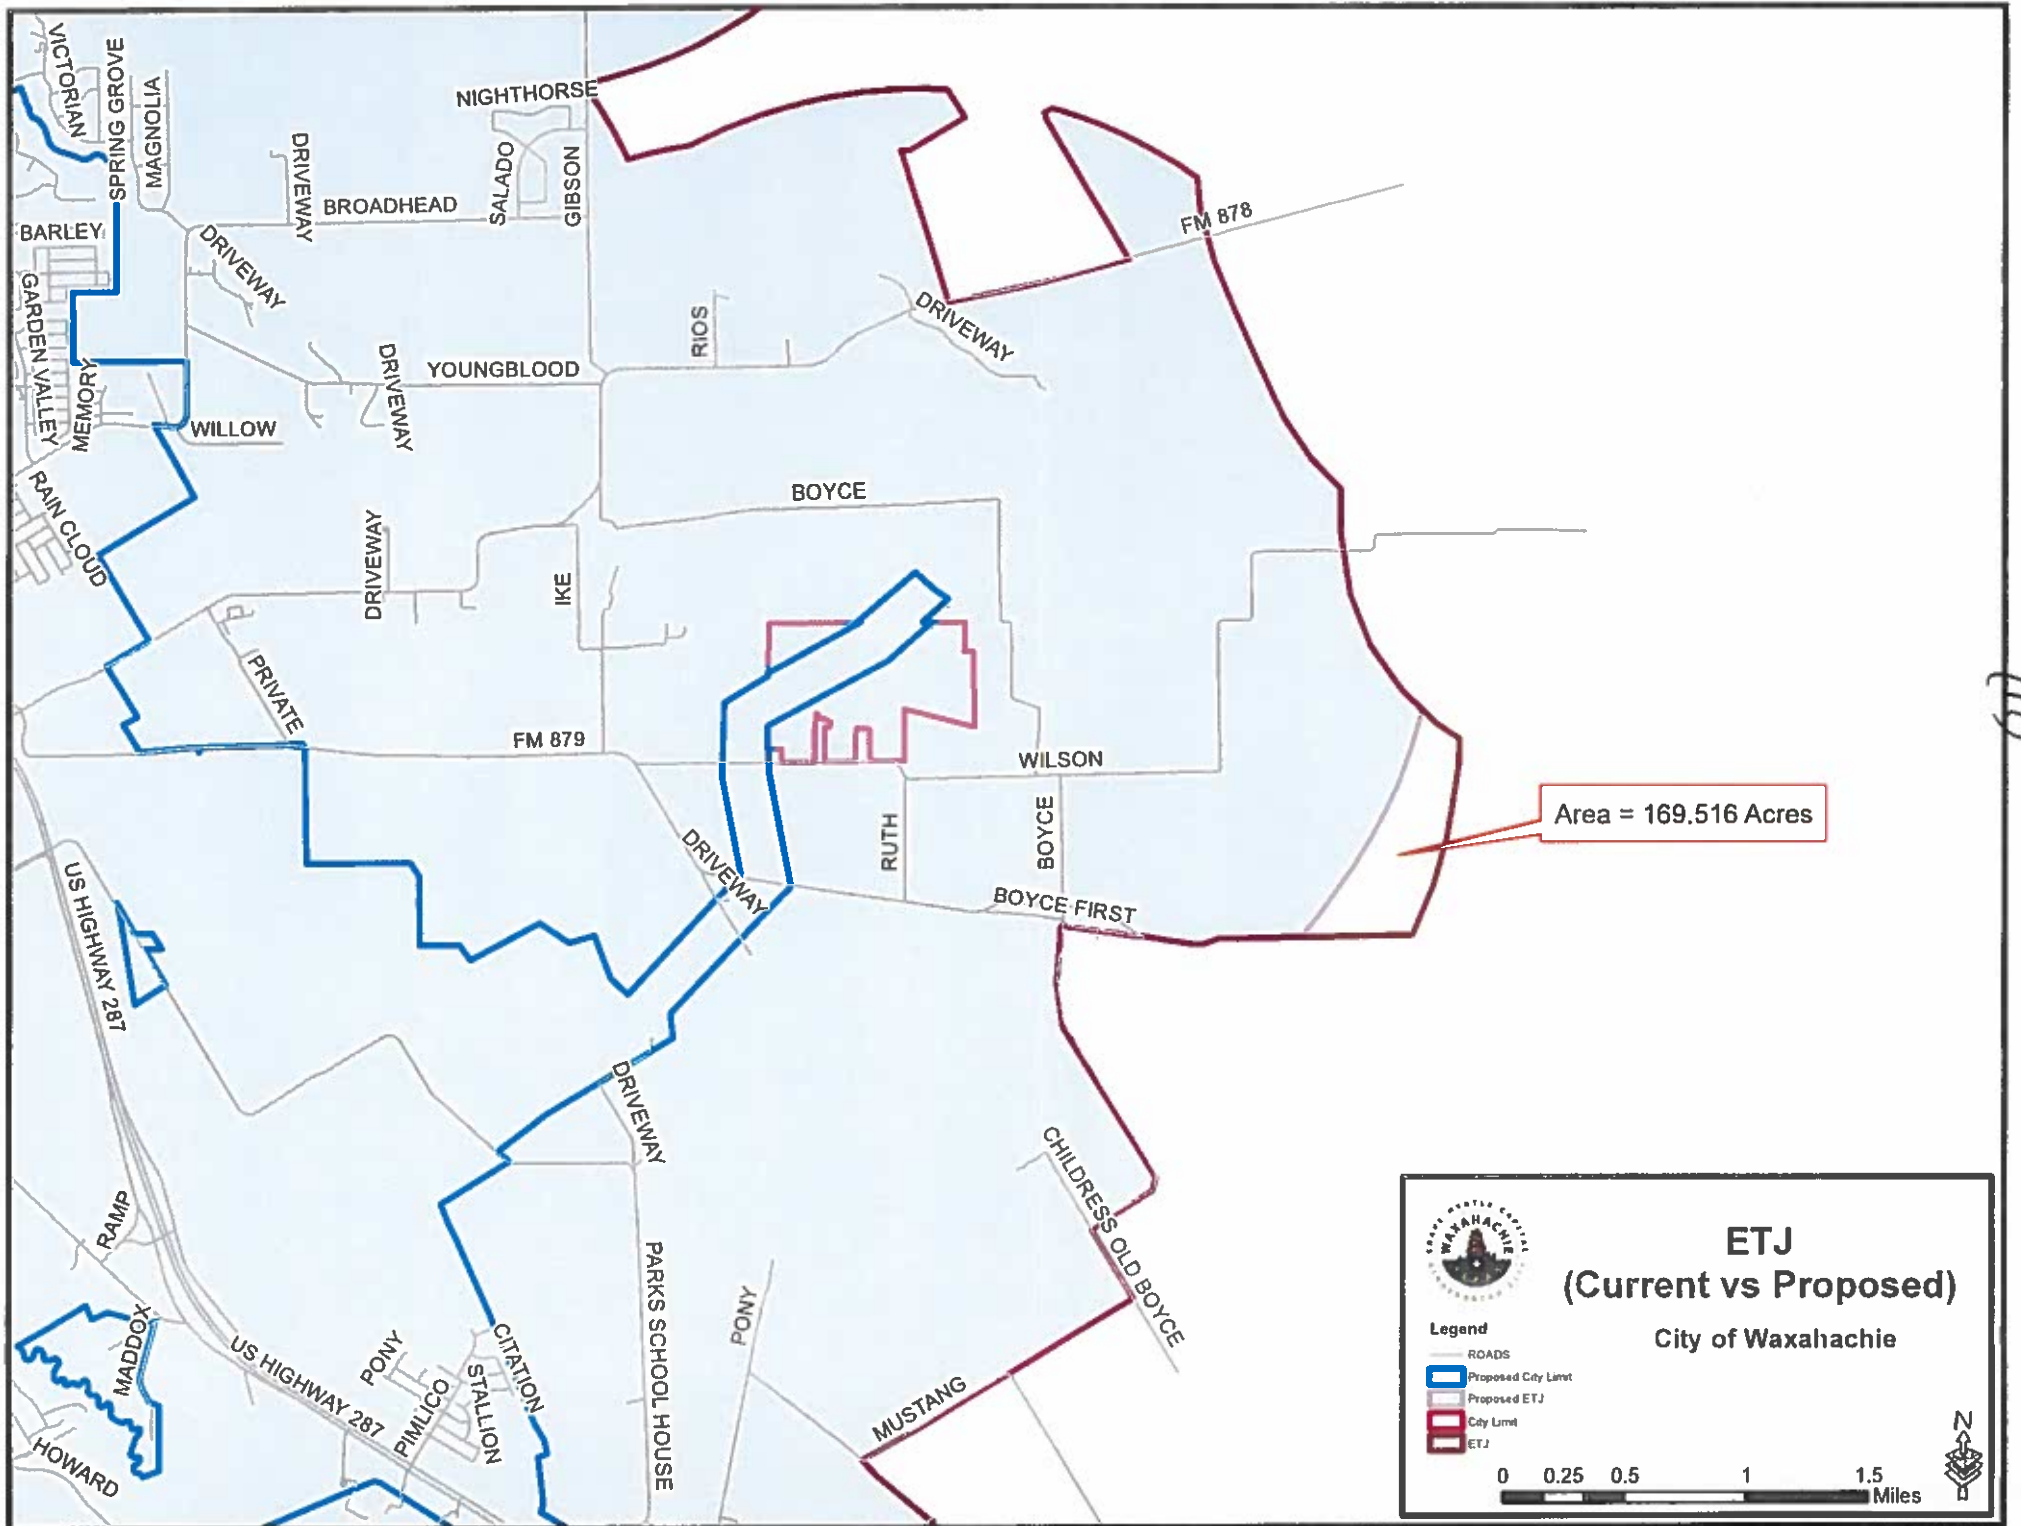 VICTORIAN
SPRING GROVE
MAGNOLIA
NIGHTHORSE
DRIVEWAY
BROADHEAD
SALADO
GIBSON
BARLEY
DRIVEWAY
FM 878
GARDEN VALLEY
MEMORY
DRIVEWAY
YOUNGBLOOD
RIOS
DRIVEWAY
WILLOW
RAIN CLOUD
BOYCE
DRIVEWAY
IKE
PRIVATE
FM 879
WILSON
Area = 169.516 Acres
DRIVEWAY
RUTH
BOYCE
BOYCE FIRST
US HIGHWAY 287
DRIVEWAY
CHILDRESS OLD BOYCE
RAMP
PARKS SCHOOL HOUSE
PONY
MADDOX
US HIGHWAY 287
PONY
PIMLICO
STALLION
CITATION
MUSTANG
HOWARD
CRAPE MYRTLE CAPITAL
WAXAHACHIE
ETJ
(Current vs Proposed)
City of Waxahachie
Legend
ROADS
Proposed City Limit
Proposed ETJ
City Limit
ETJ
N
0 0.25 0.5 1 1.5
Miles